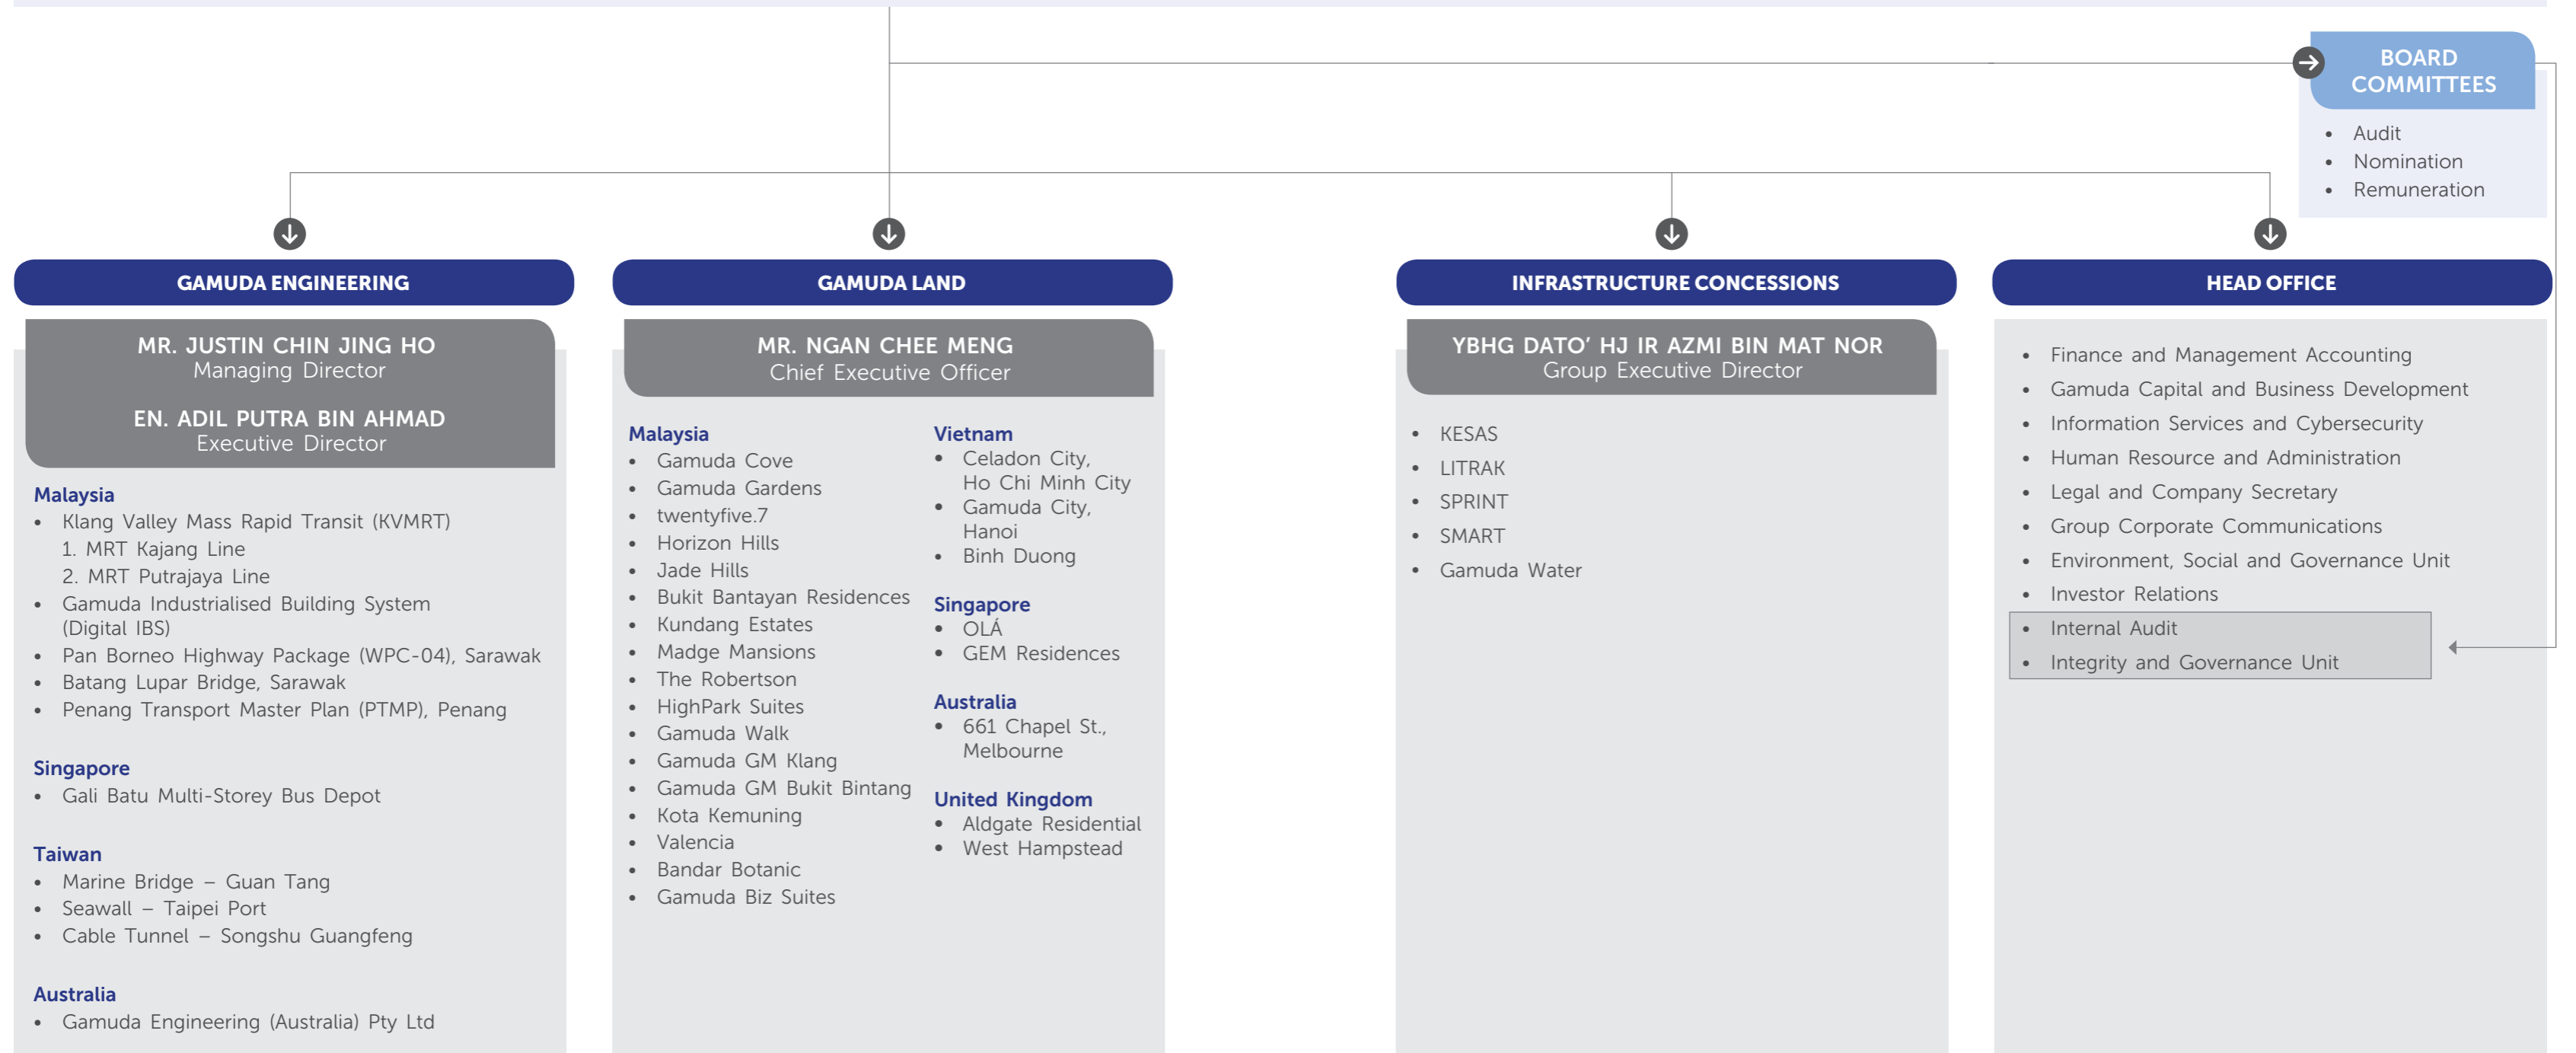 BOARD
COMMITTEES
• Audit
• Nomination
• Remuneration
GAMUDA ENGINEERING
MR. JUSTIN CHIN JING HO
Managing Director
EN. ADIL PUTRA BIN AHMAD
Executive Director
Malaysia
• Klang Valley Mass Rapid Transit (KVMRT)
1. MRT Kajang Line
2. MRT Putrajaya Line
• Gamuda Industrialised Building System
(Digital IBS)
• Pan Borneo Highway Package (WPC-04), Sarawak
• Batang Lupar Bridge, Sarawak
• Penang Transport Master Plan (PTMP), Penang
Singapore
• Gali Batu Multi-Storey Bus Depot
Taiwan
• Marine Bridge – Guan Tang
• Seawall – Taipei Port
• Cable Tunnel – Songshu Guangfeng
Australia
• Gamuda Engineering (Australia) Pty Ltd
GAMUDA LAND
MR. NGAN CHEE MENG
Chief Executive Officer
Malaysia
• Gamuda Cove
• Gamuda Gardens
• twentyfive.7
• Horizon Hills
• Jade Hills
• Bukit Bantayan Residences
• Kundang Estates
• Madge Mansions
• The Robertson
• HighPark Suites
• Gamuda Walk
• Gamuda GM Klang
• Gamuda GM Bukit Bintang
• Kota Kemuning
• Valencia
• Bandar Botanic
• Gamuda Biz Suites
Vietnam
• Celadon City,
Ho Chi Minh City
• Gamuda City,
Hanoi
• Binh Duong
Singapore
• OLÁ
• GEM Residences
Australia
• 661 Chapel St.,
Melbourne
United Kingdom
• Aldgate Residential
• West Hampstead
INFRASTRUCTURE CONCESSIONS
YBHG DATO’ HJ IR AZMI BIN MAT NOR
Group Executive Director
• KESAS
• LITRAK
• SPRINT
• SMART
• Gamuda Water
HEAD OFFICE
• Finance and Management Accounting
• Gamuda Capital and Business Development
• Information Services and Cybersecurity
• Human Resource and Administration
• Legal and Company Secretary
• Group Corporate Communications
• Environment, Social and Governance Unit
• Investor Relations
• Internal Audit
• Integrity and Governance Unit